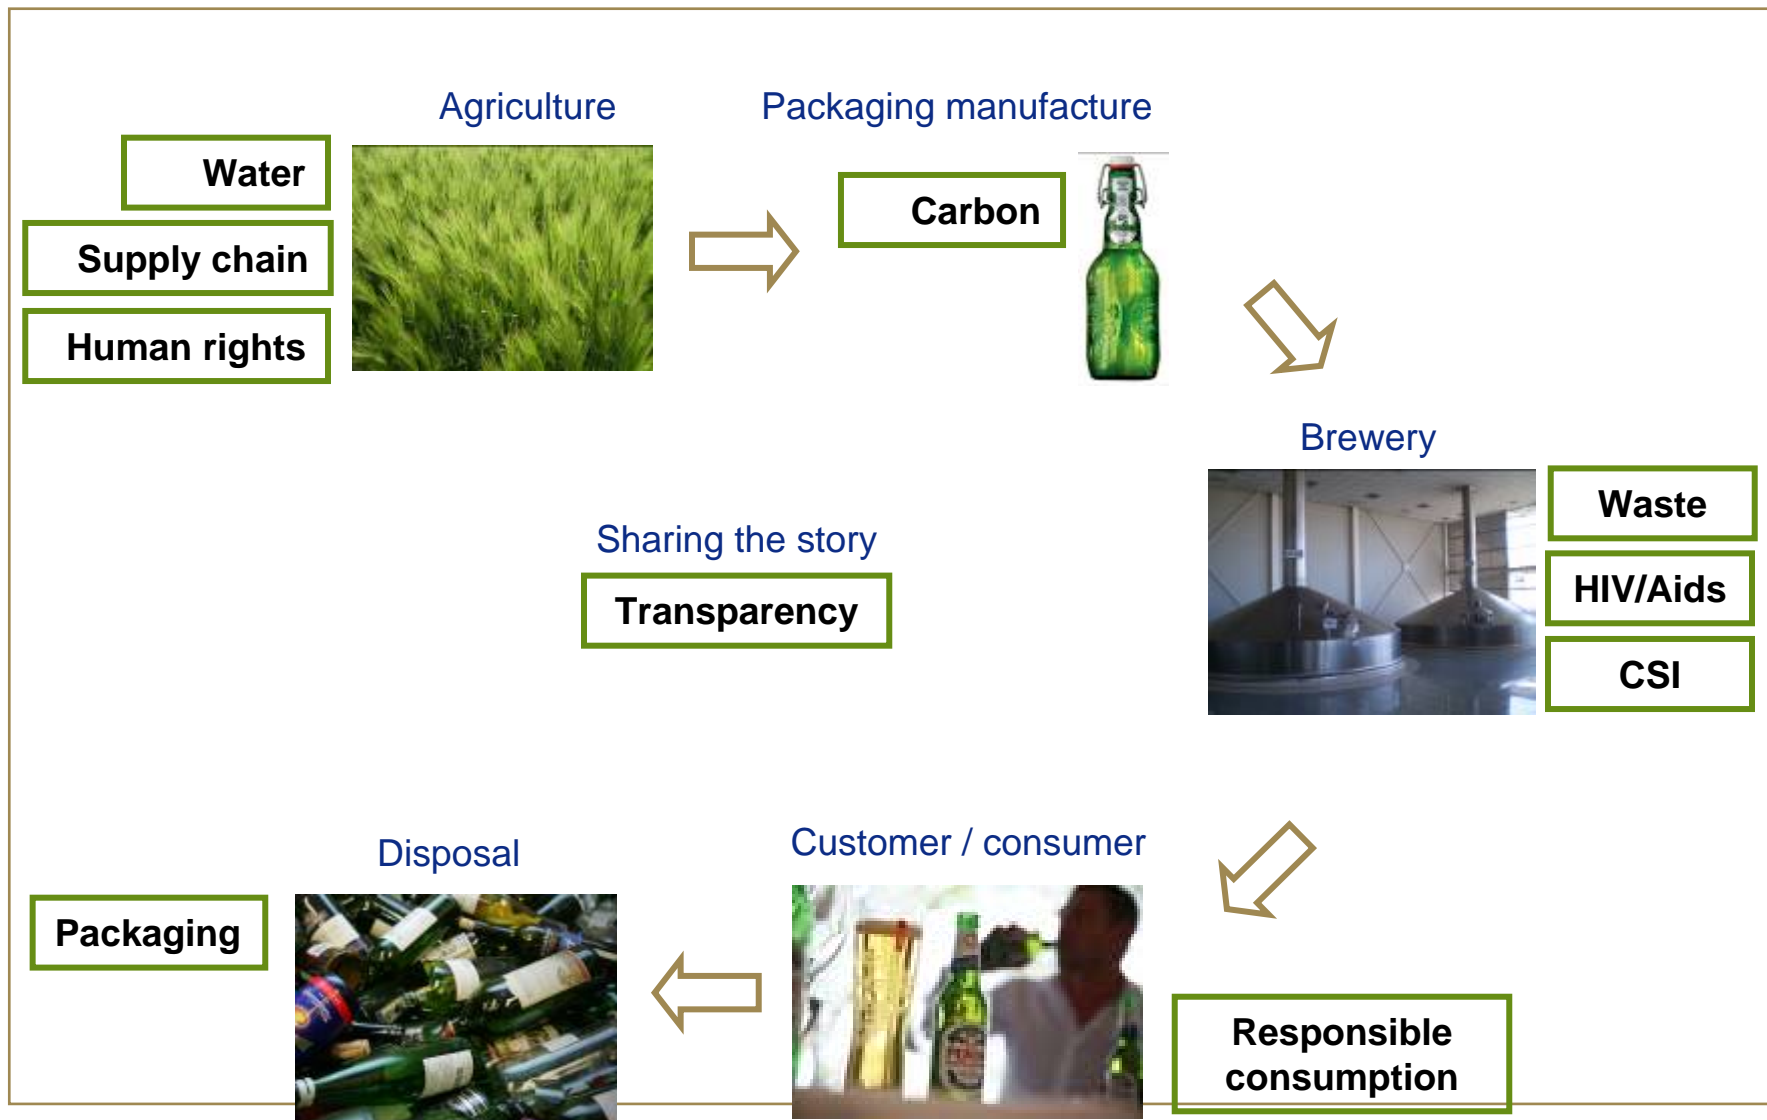 Agriculture
Packaging manufacture
Water
Supply chain
Human rights
Carbon
Brewery
Waste
HIV/Aids
CSI
Sharing the story
Transparency
Customer / consumer
Responsible
consumption
Disposal
Packaging